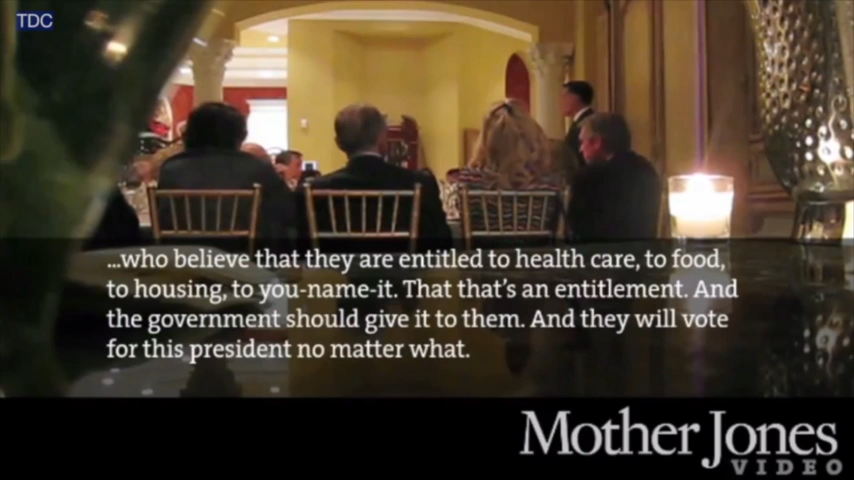 TDC
...who believe that they are entitled to health care, to food,
to housing, to you-name-it. That that's an entitlement. And
the government should give it to them. And they will vote
for this president no matter what.
Mother Jones
VIDEO